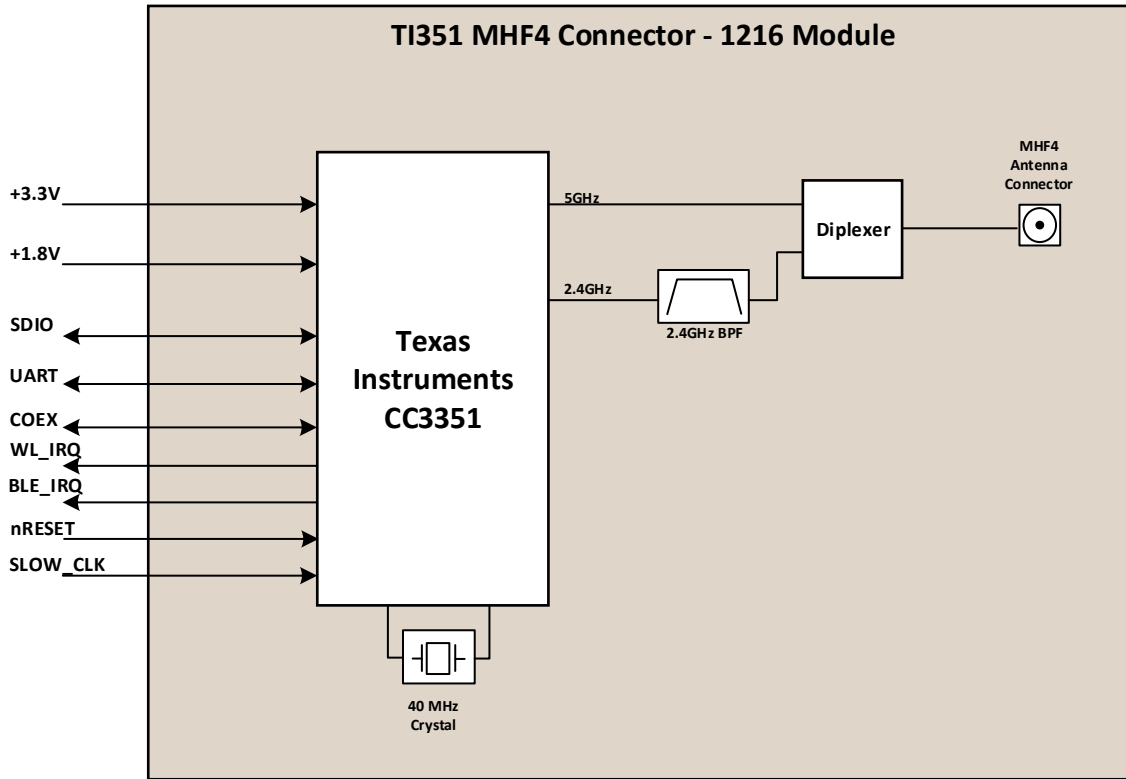 TI351 MHF4 Connector - 1216 Module
MHF4
Antenna
Connector
+3.3V
5GHz
Diplexer
+1.8V
2.4GHz
2.4GHz BPF
SDIO
Texas
Instruments
CC3351
UART
COEX
WL_IRQ
BLE_IRQ
nRESET
SLOW_CLK
40 MHz
Crystal